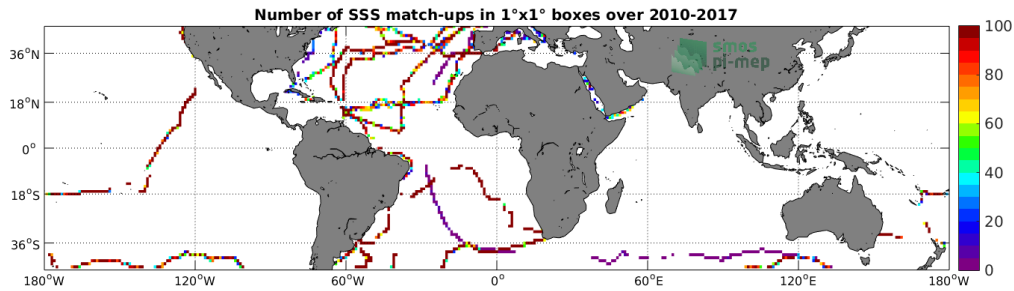 Number of SSS match-ups in 1°x1° boxes over 2010-2017
smos
pi-mep
36°N
18°N
0°
18°S
36°S
180°W
120°W
60°W
0°
60°E
120°E
180°W
100
80
60
40
20
0